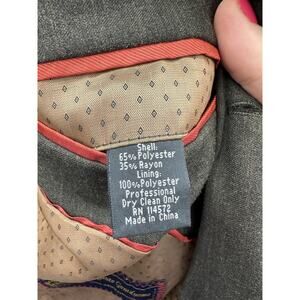 Shell:
65% Polyester
35% Rayon
Lining:
100% Polyester
Professional
Dry Clean Only
RN 114572
Made in China